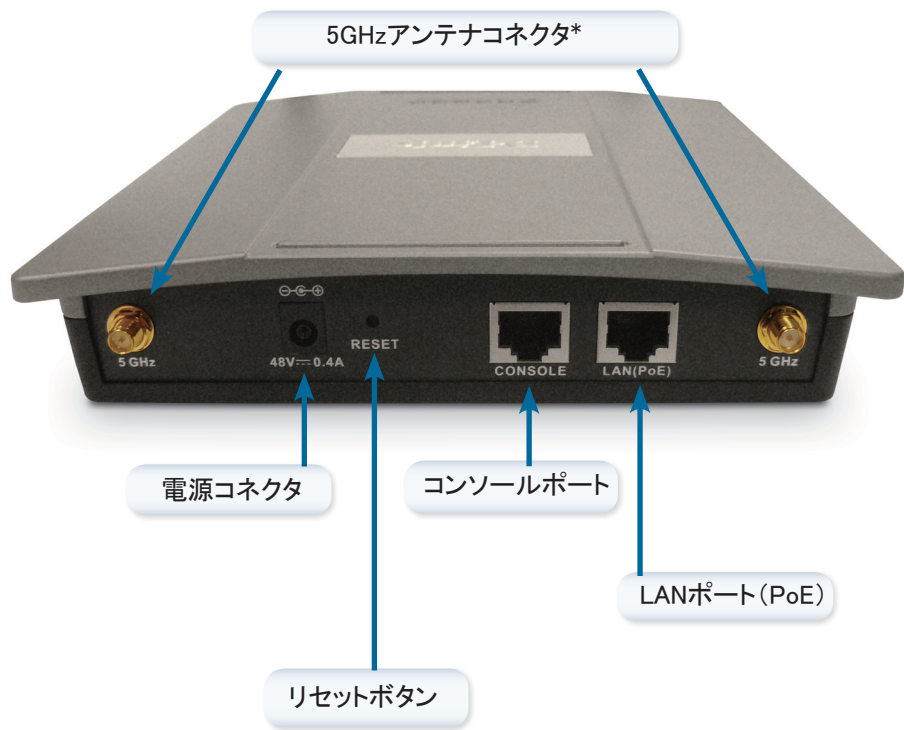 5GHzアンテナコネクタ*
5 GHz
48V⎓0.4A
RESET
CONSOLE
LAN(PoE)
5 GHz
電源コネクタ
コンソールポート
LANポート（PoE）
リセットボタン